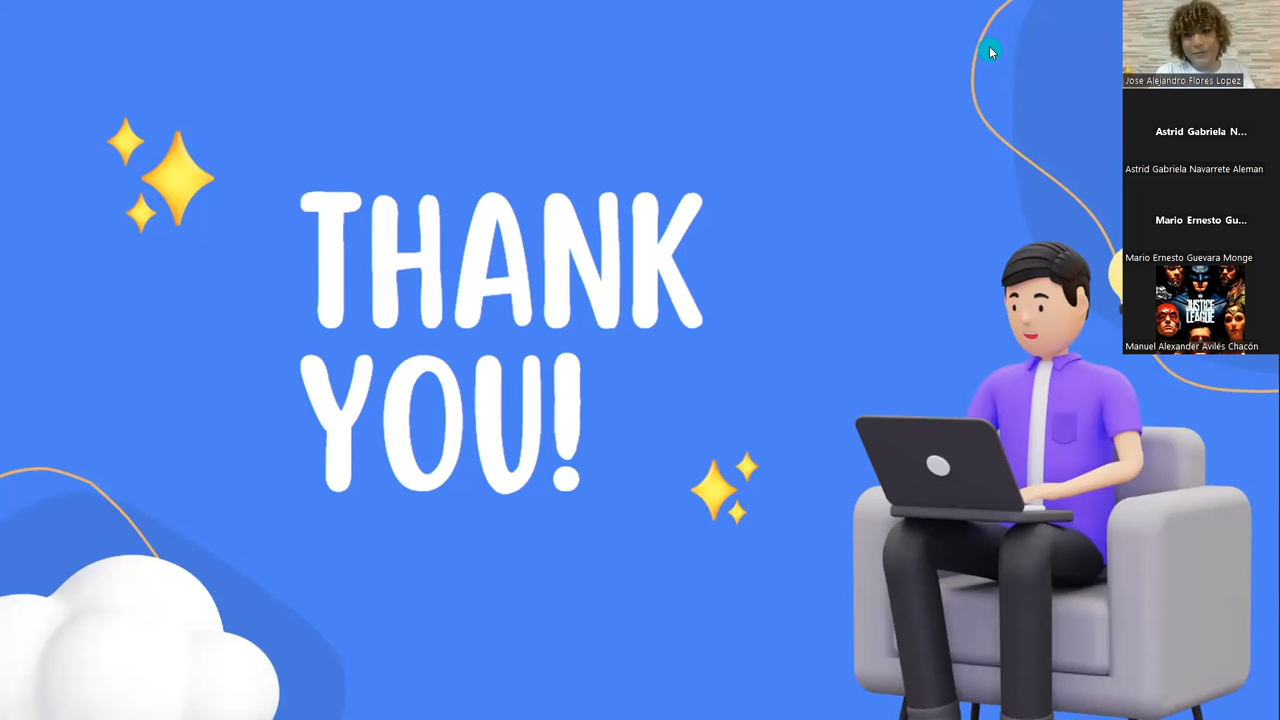 THANK
YOU!
Jose Alejandro Flores Lopez
Astrid Gabriela N...
Astrid Gabriela Navarrete Aleman
Mario Ernesto Gu...
Mario Ernesto Guevara Monge
JUSTICE
LEAGUE
Manuel Alexander Avilés Chacón